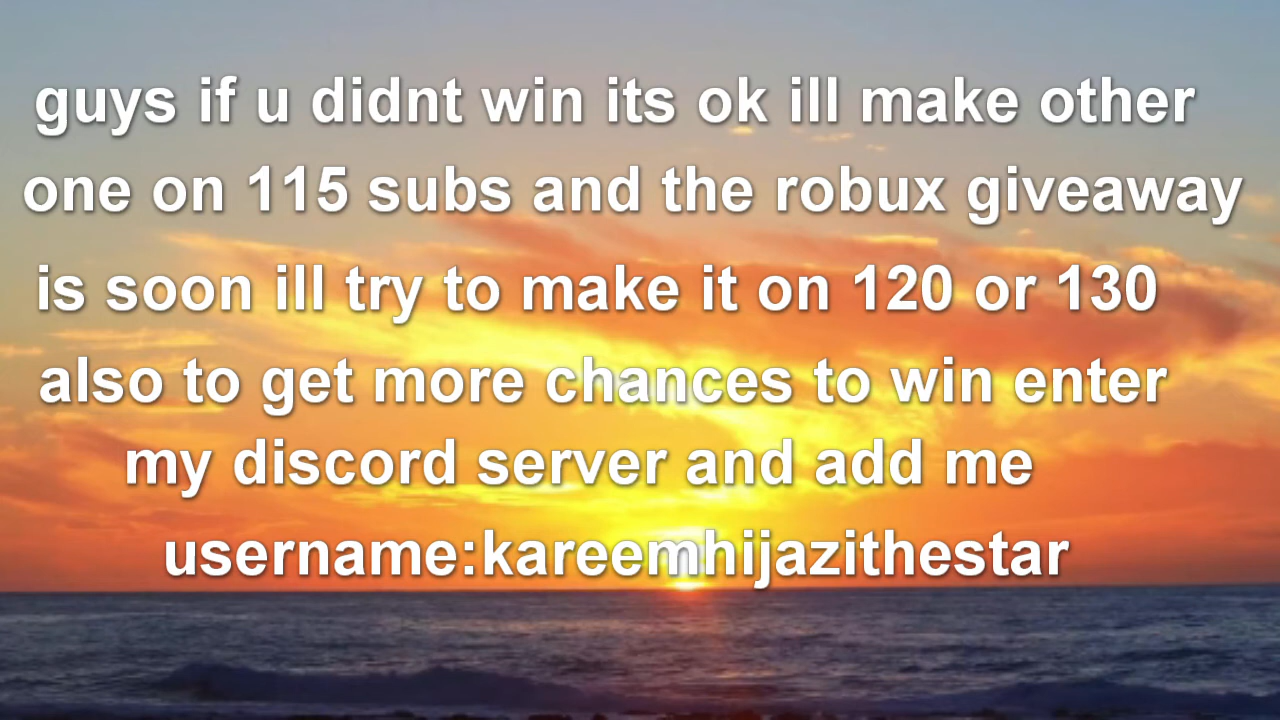 guys if u didnt win its ok ill make other
one on 115 subs and the robux giveaway
is soon ill try to make it on 120 or 130
also to get more chances to win enter
my discord server and add me
username:kareemhijazithestar